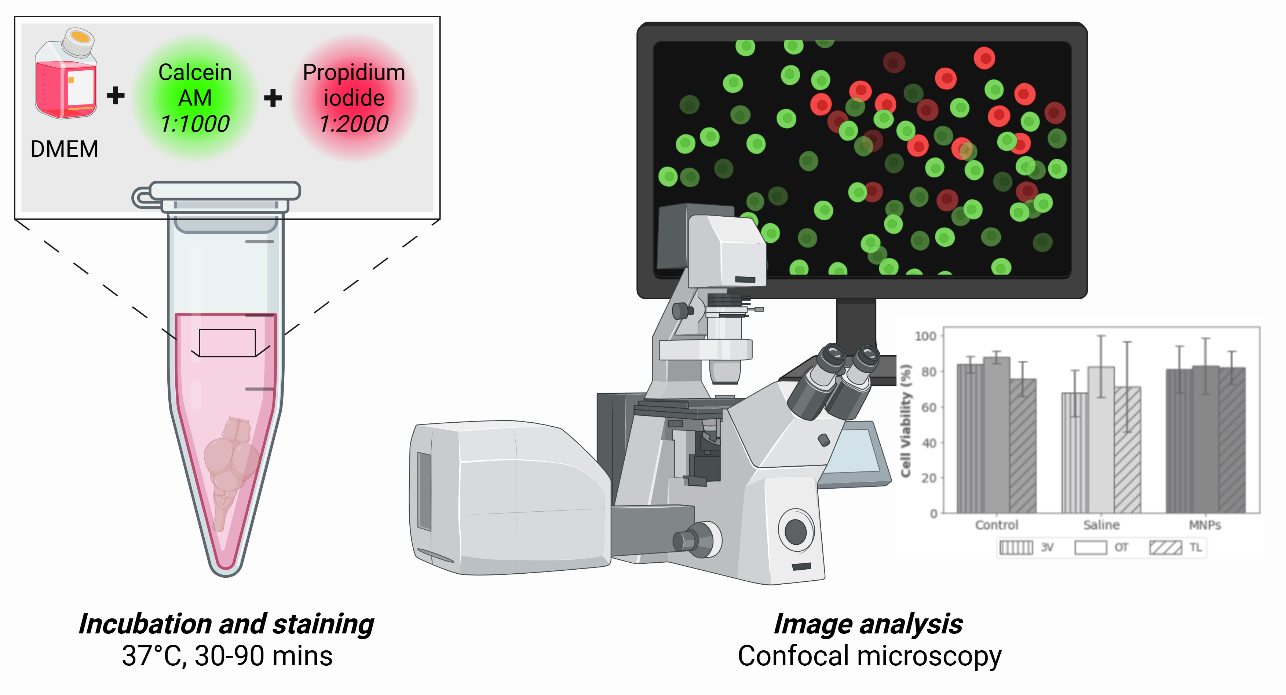 Calcein
AM
1:1000
Propidium
iodide
1:2000
+
+
DMEM
Cell Viability (%)
100
80
60
40
20
0
Control
Saline
MNPs
3V
OT
TL
Incubation and staining
37°C, 30-90 mins
Image analysis
Confocal microscopy